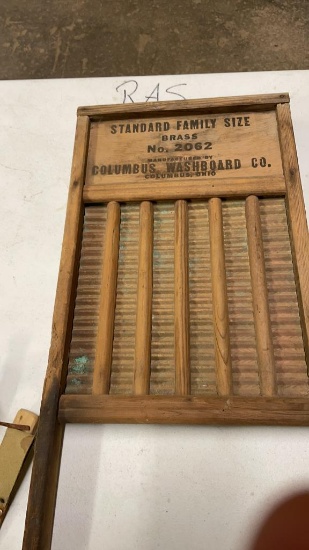 RAS
STANDARD FAMILY SIZE
BRASS
No. 2062
MANUFACTURED BY
COLUMBUS WASHBOARD CO.
COLUMBUS, OHIO